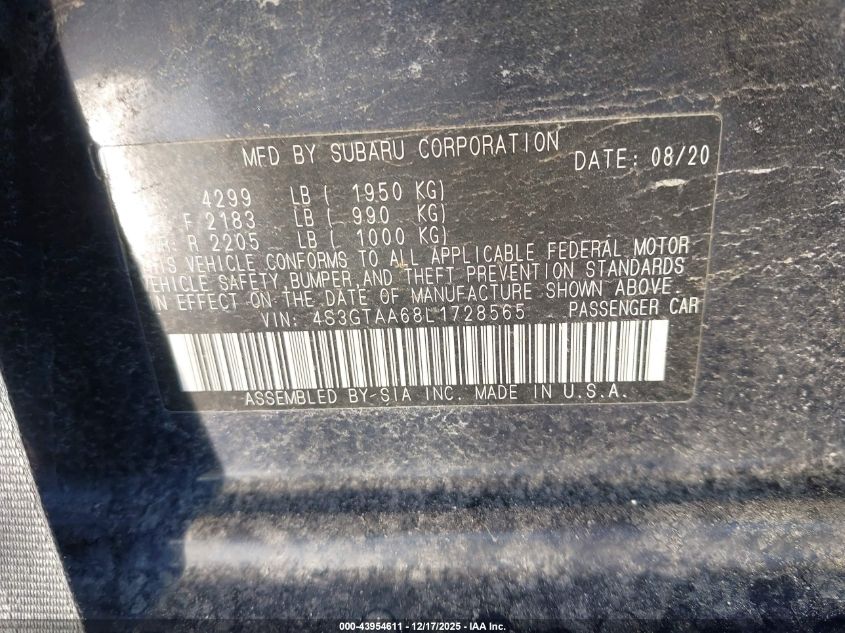 MFD BY SUBARU CORPORATION DATE: 08/20
4299 LB ( 1950 KG)
F 2183 LB ( 990 KG)
R 2205 LB ( 1000 KG)
THIS VEHICLE CONFORMS TO ALL APPLICABLE FEDERAL MOTOR
VEHICLE SAFETY, BUMPER, AND THEFT PREVENTION STANDARDS
IN EFFECT ON THE DATE OF MANUFACTURE SHOWN ABOVE.
VIN: 4S3GTAA68L1728565 PASSENGER CAR
ASSEMBLED BY-SIA INC. MADE IN U.S.A.
000-43954611 - 12/17/2025 - IAA Inc.